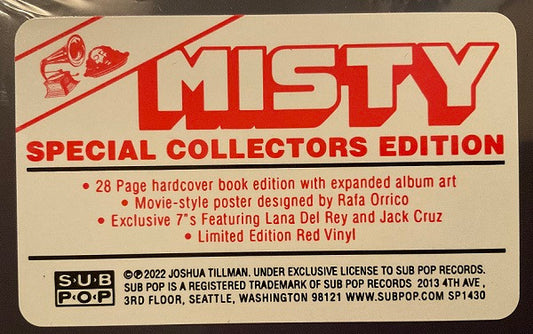 MISTY
SPECIAL COLLECTORS EDITION
• 28 Page hardcover book edition with expanded album art
• Movie-style poster designed by Rafa Orrico
• Exclusive 7"s Featuring Lana Del Rey and Jack Cruz
• Limited Edition Red Vinyl
SUB
POP
©℗2022 JOSHUA TILLMAN. UNDER EXCLUSIVE LICENSE TO SUB POP RECORDS.
SUB POP IS A REGISTERED TRADEMARK OF SUB POP RECORDS 2013 4TH AVE ,
3RD FLOOR, SEATTLE, WASHINGTON 98121 WWW.SUBPOP.COM SP1430